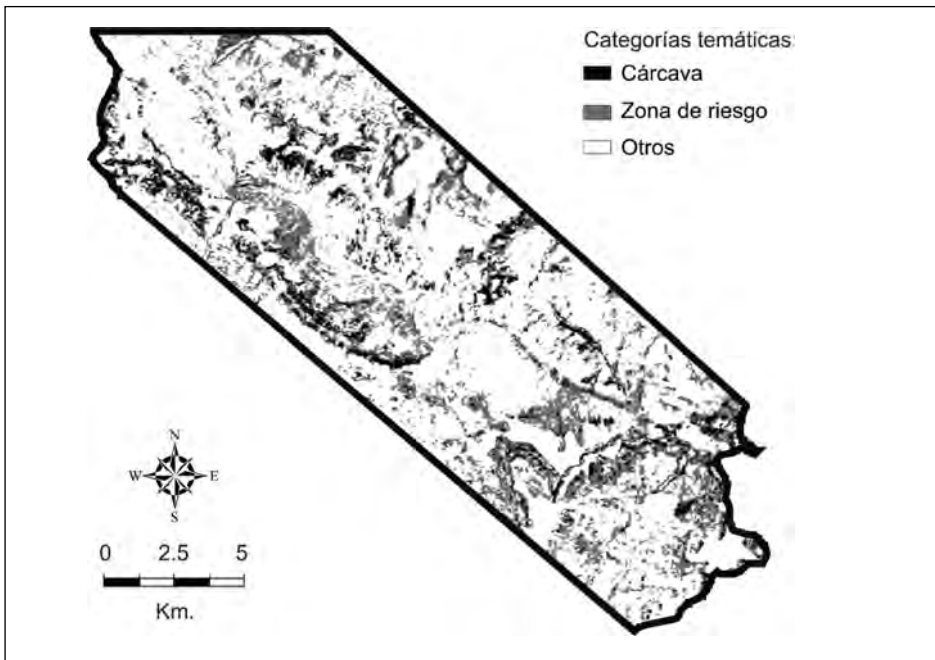 Categorías temáticas:
Cárcava
Zona de riesgo
Otros
N
W E
S
0 2.5 5
Km.